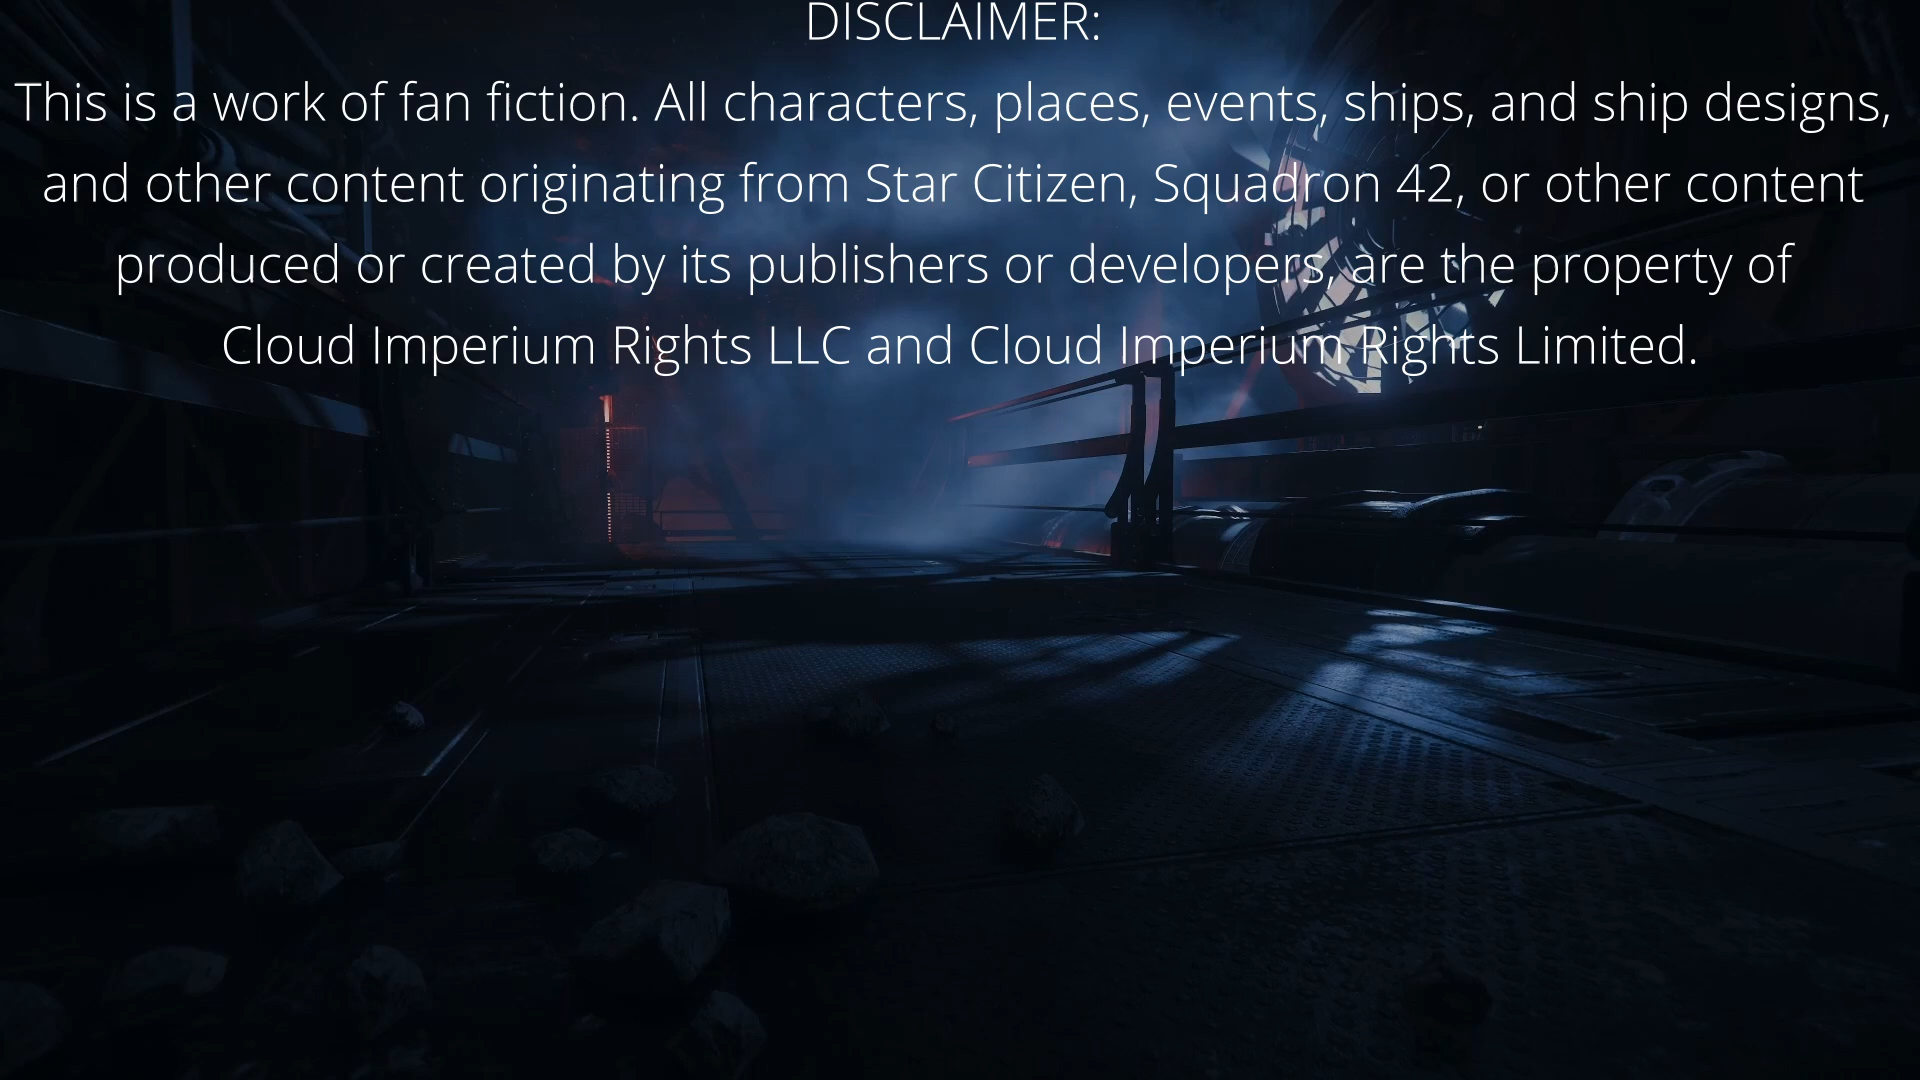 DISCLAIMER:
This is a work of fan fiction. All characters, places, events, ships, and ship designs,
and other content originating from Star Citizen, Squadron 42, or other content
produced or created by its publishers or developers, are the property of
Cloud Imperium Rights LLC and Cloud Imperium Rights Limited.